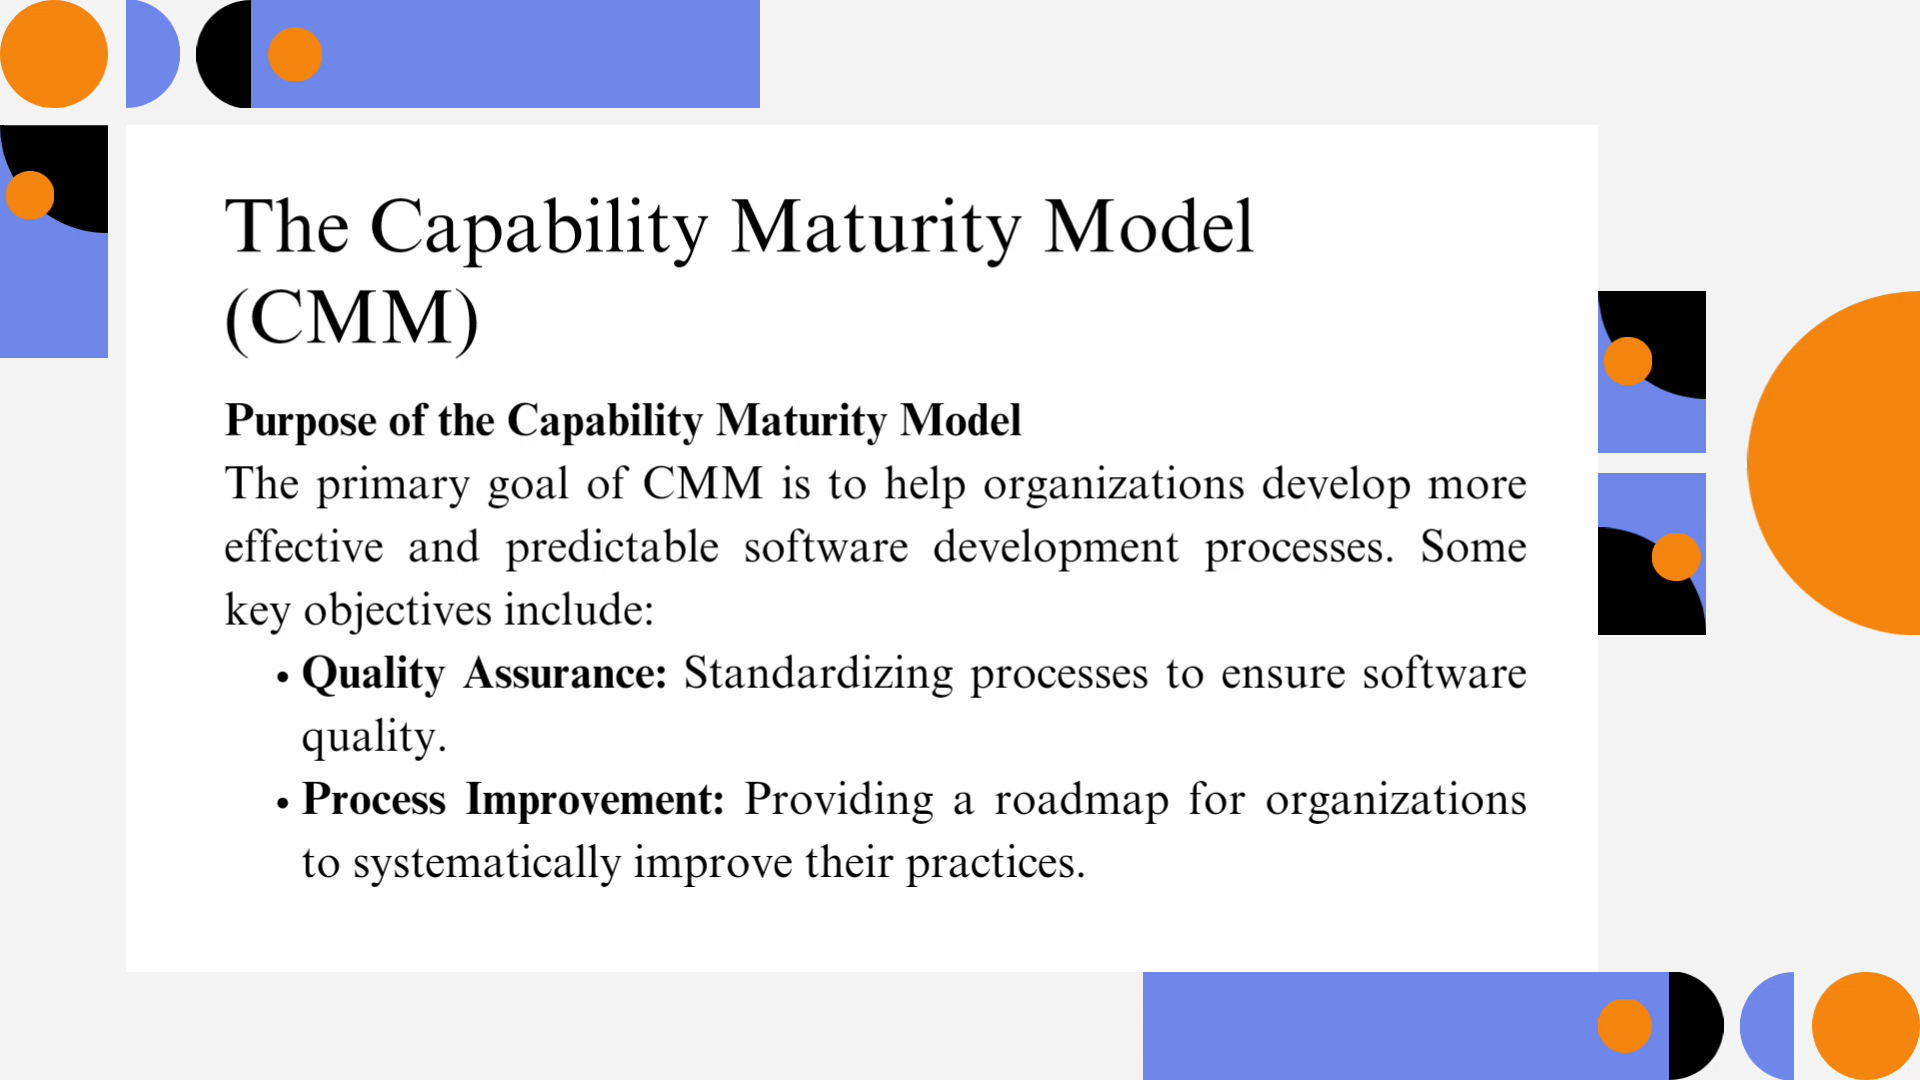 The Capability Maturity Model
(CMM)
Purpose of the Capability Maturity Model
The primary goal of CMM is to help organizations develop more
effective and predictable software development processes. Some
key objectives include:
• Quality Assurance: Standardizing processes to ensure software
quality.
• Process Improvement: Providing a roadmap for organizations
to systematically improve their practices.